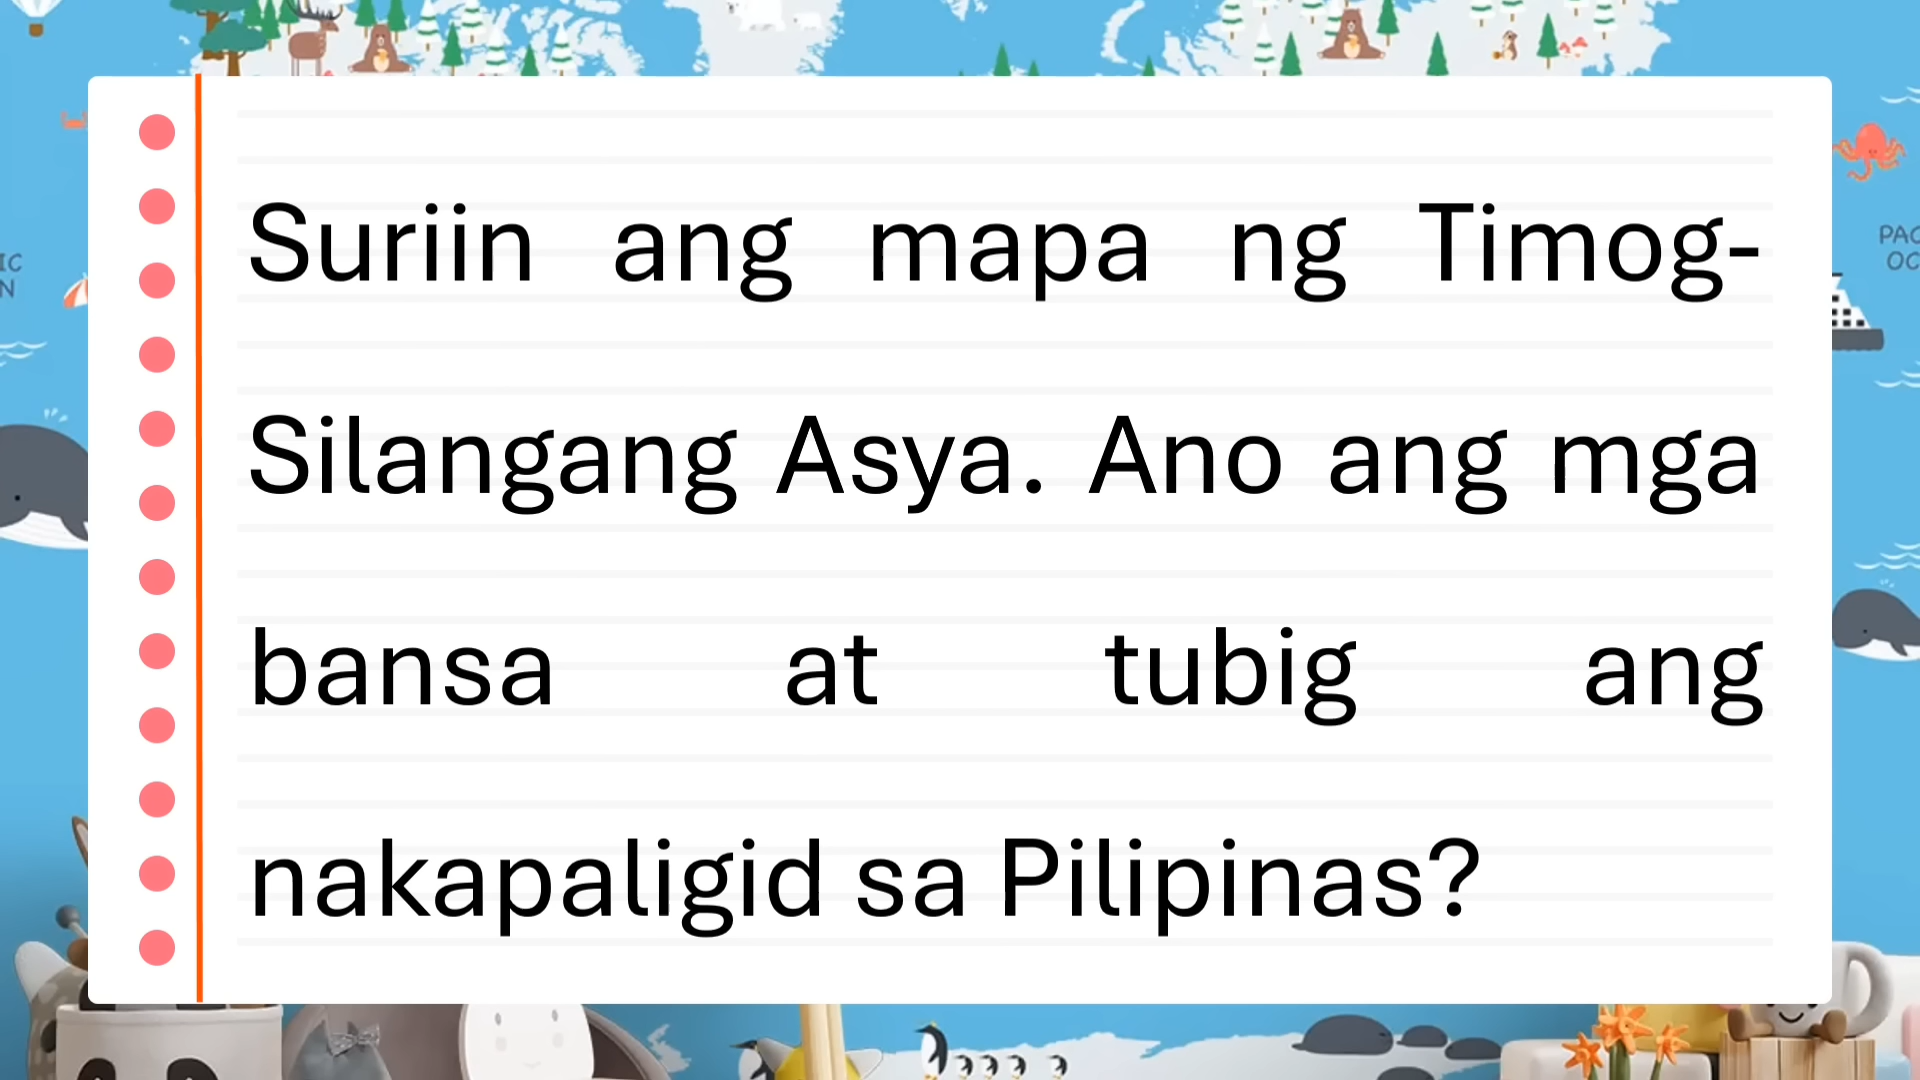 Suriin ang mapa ng Timog-
Silangang Asya. Ano ang mga
bansa at tubig ang
nakapaligid sa Pilipinas?